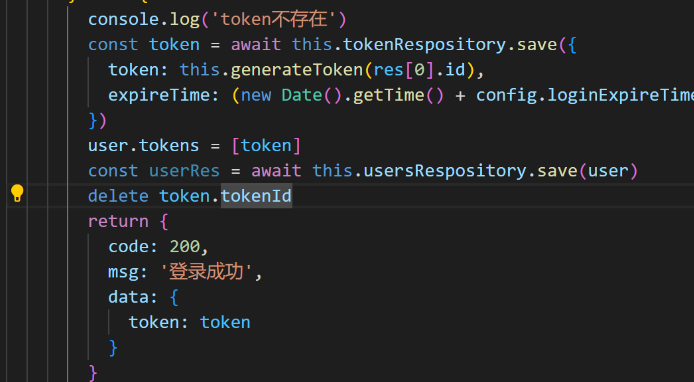 console.log('token不存在')
const token = await this.tokenRespository.save({
token: this.generateToken(res[0].id),
expireTime: (new Date().getTime() + config.loginExpireTime
})
user.tokens = [token]
const userRes = await this.usersRespository.save(user)
delete token.tokenId
return {
code: 200,
msg: '登录成功',
data: {
token: token
}
}